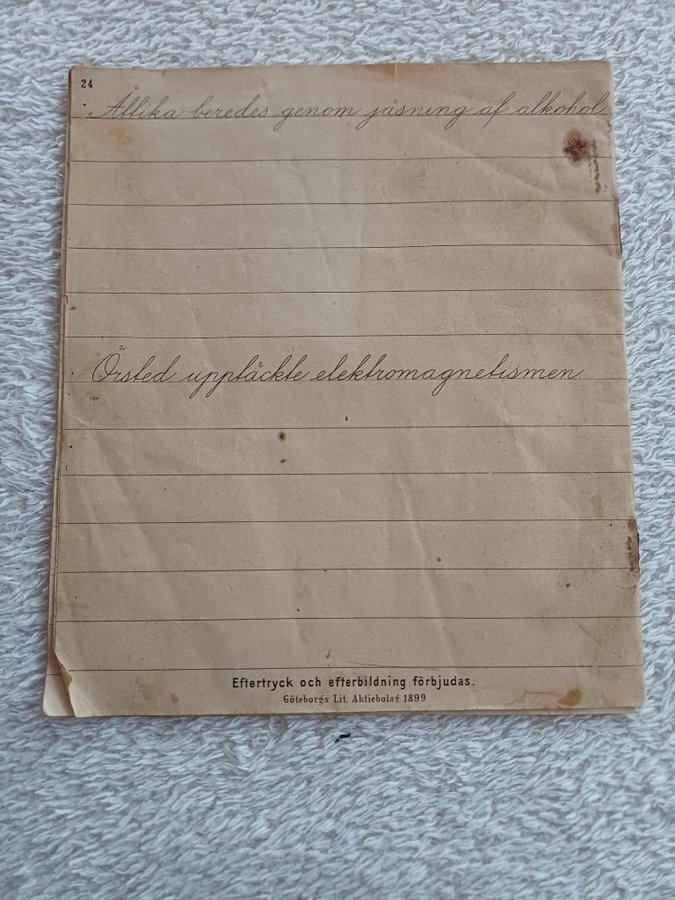 24
Ättika beredes genom jäsning af alkohol.
Örsted upptäckte elektromagnetismen.
Eftertryck och efterbildning förbjudas.
Göteborgs Lit. Aktiebolag 1899